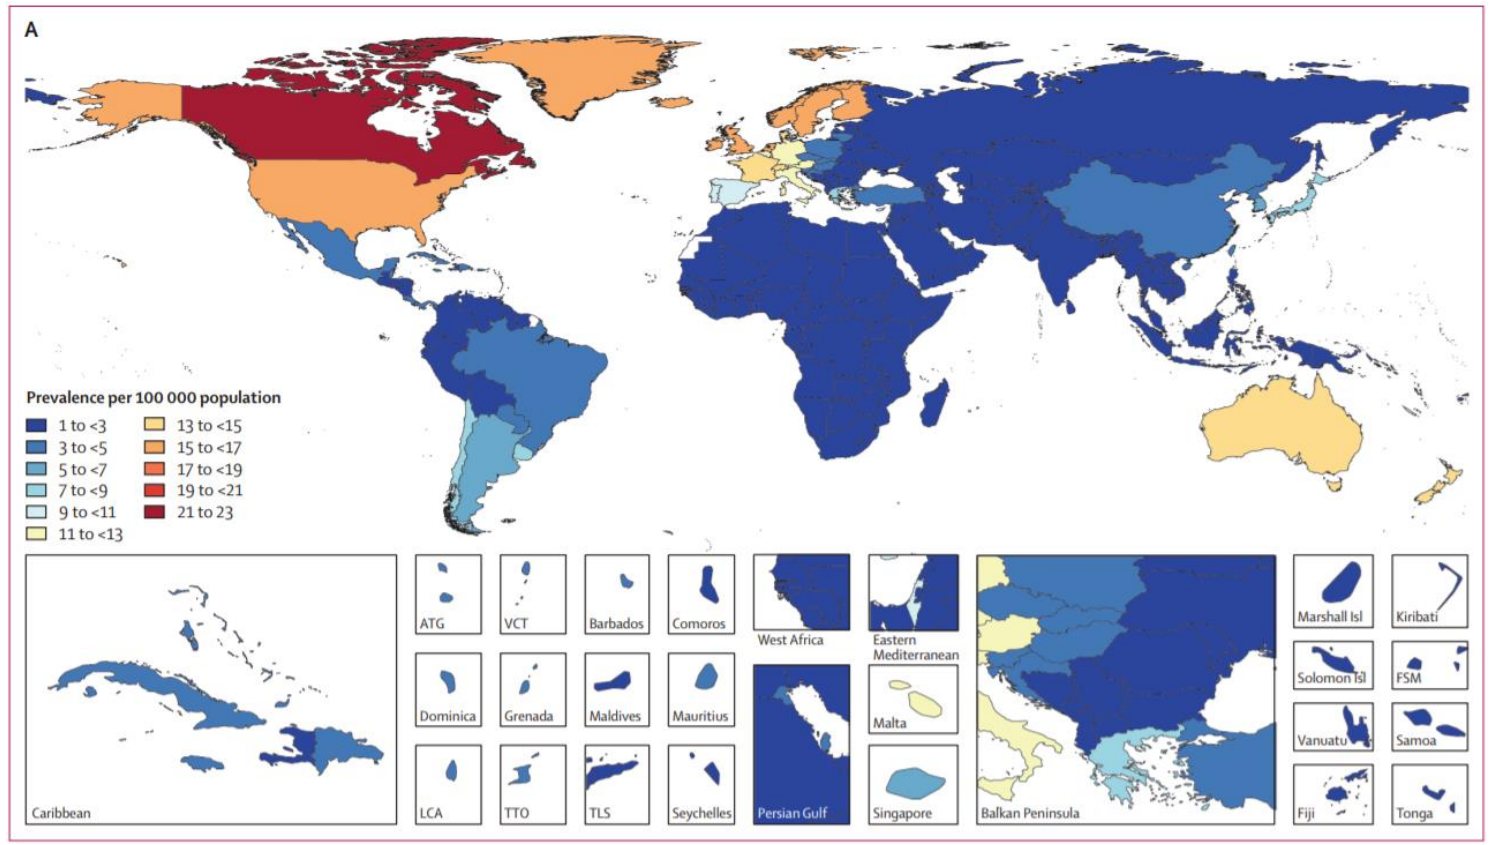 A
Prevalence per 100 000 population
1 to <3
3 to <5
5 to <7
7 to <9
9 to <11
11 to <13
13 to <15
15 to <17
17 to <19
19 to <21
21 to 23
Caribbean
ATG
VCT
Barbados
Comoros
Dominica
Grenada
Maldives
Mauritius
LCA
TTO
TLS
Seychelles
West Africa
Eastern
Mediterranean
Persian Gulf
Malta
Singapore
Balkan Peninsula
Marshall Isl
Kiribati
Solomon Isl
FSM
Vanuatu
Samoa
Fiji
Tonga